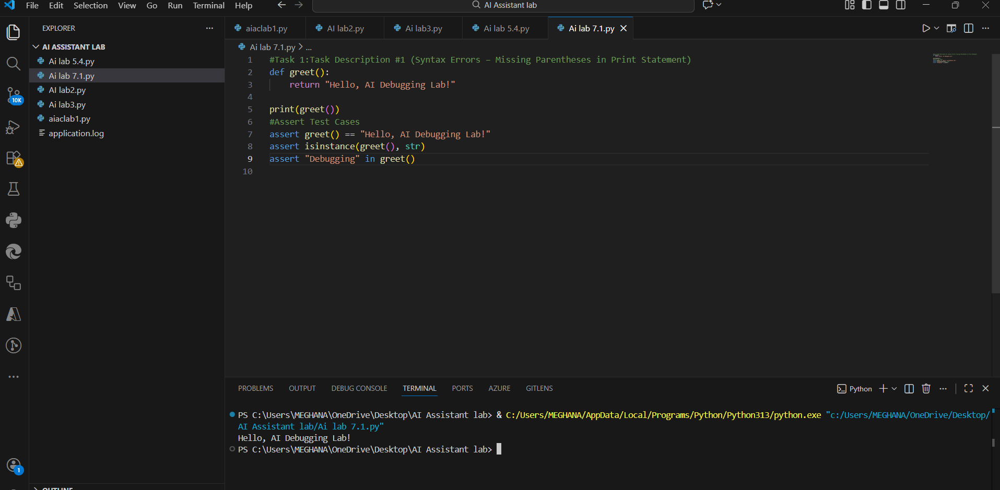 File Edit Selection View Go Run Terminal Help
AI Assistant lab
EXPLORER
AI ASSISTANT LAB
Ai lab 5.4.py
Ai lab 7.1.py
AI lab2.py
Ai lab3.py
aiaclab1.py
application.log
10K
1
OUTLINE
aiaclab1.py AI lab2.py Ai lab3.py Ai lab 5.4.py Ai lab 7.1.py
Ai lab 7.1.py > ...
1 #Task 1:Task Description #1 (Syntax Errors – Missing Parentheses in Print Statement)
2 def greet():
3     return "Hello, AI Debugging Lab!"
4
5 print(greet())
6 #Assert Test Cases
7 assert greet() == "Hello, AI Debugging Lab!"
8 assert isinstance(greet(), str)
9 assert "Debugging" in greet()
10
PROBLEMS OUTPUT DEBUG CONSOLE TERMINAL PORTS AZURE GITLENS
Python
PS C:\Users\MEGHANA\OneDrive\Desktop\AI Assistant lab> & C:/Users/MEGHANA/AppData/Local/Programs/Python/Python313/python.exe "c:/Users/MEGHANA/OneDrive/Desktop/
AI Assistant lab/Ai lab 7.1.py"
Hello, AI Debugging Lab!
PS C:\Users\MEGHANA\OneDrive\Desktop\AI Assistant lab>